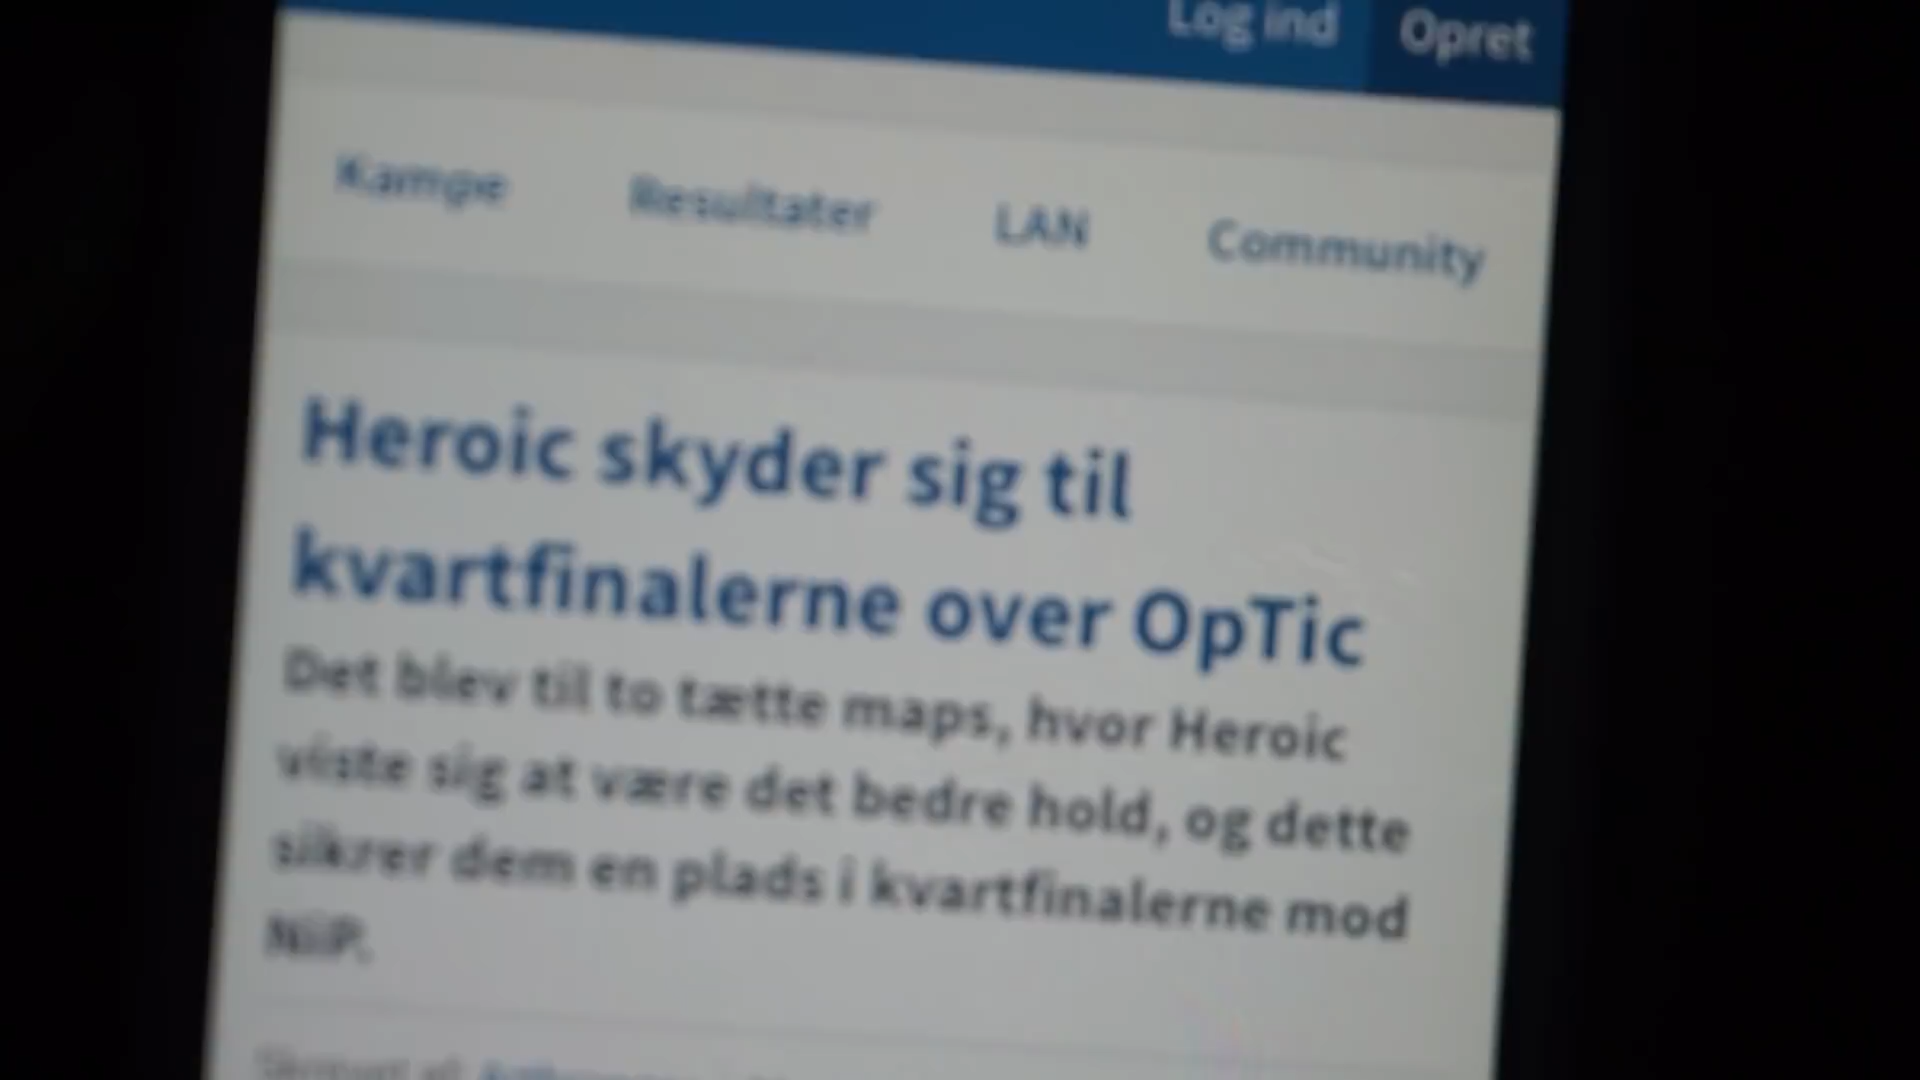 Log ind Opret
Kampe Resultater LAN Community
Heroic skyder sig til
kvartfinalerne over OpTic
Det blev til to tætte maps, hvor Heroic
viste sig at være det bedre hold, og dette
sikrer dem en plads i kvartfinalerne mod
NiP.
Skrevet af